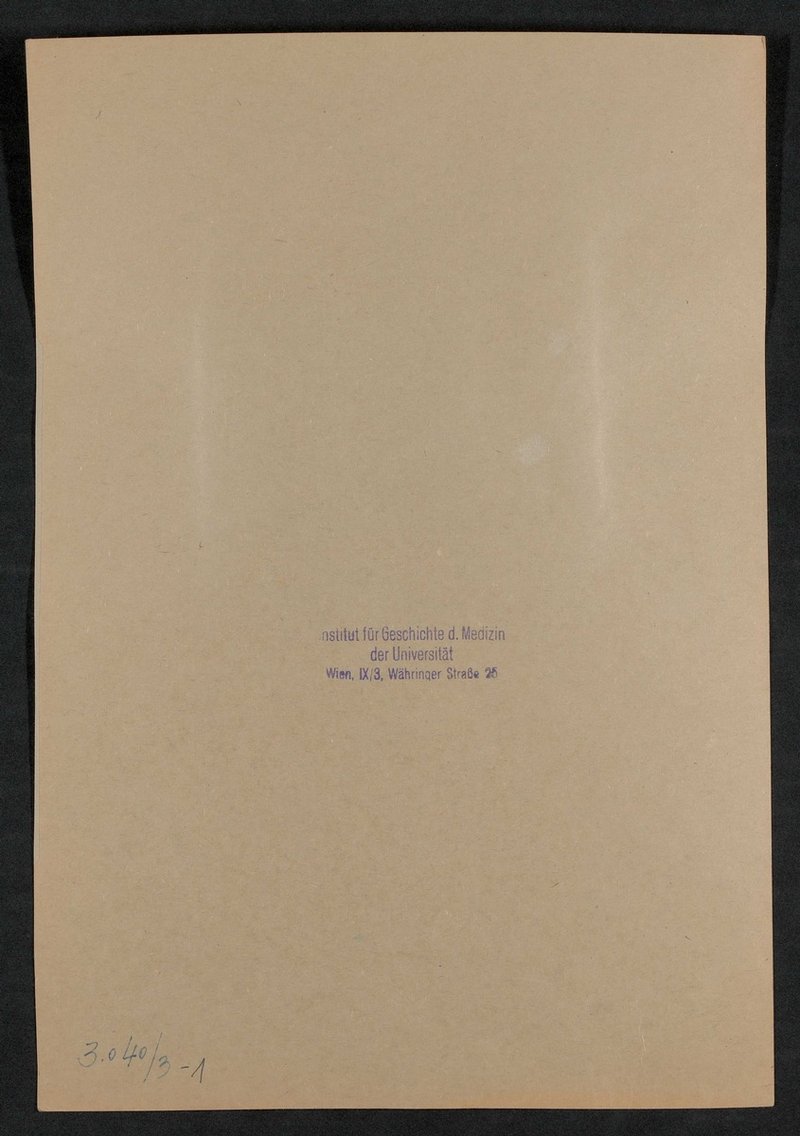 nstitut für Geschichte d. Medizin
der Universität
Wien, IX/3, Währinger Straße 25
3.040/3-1